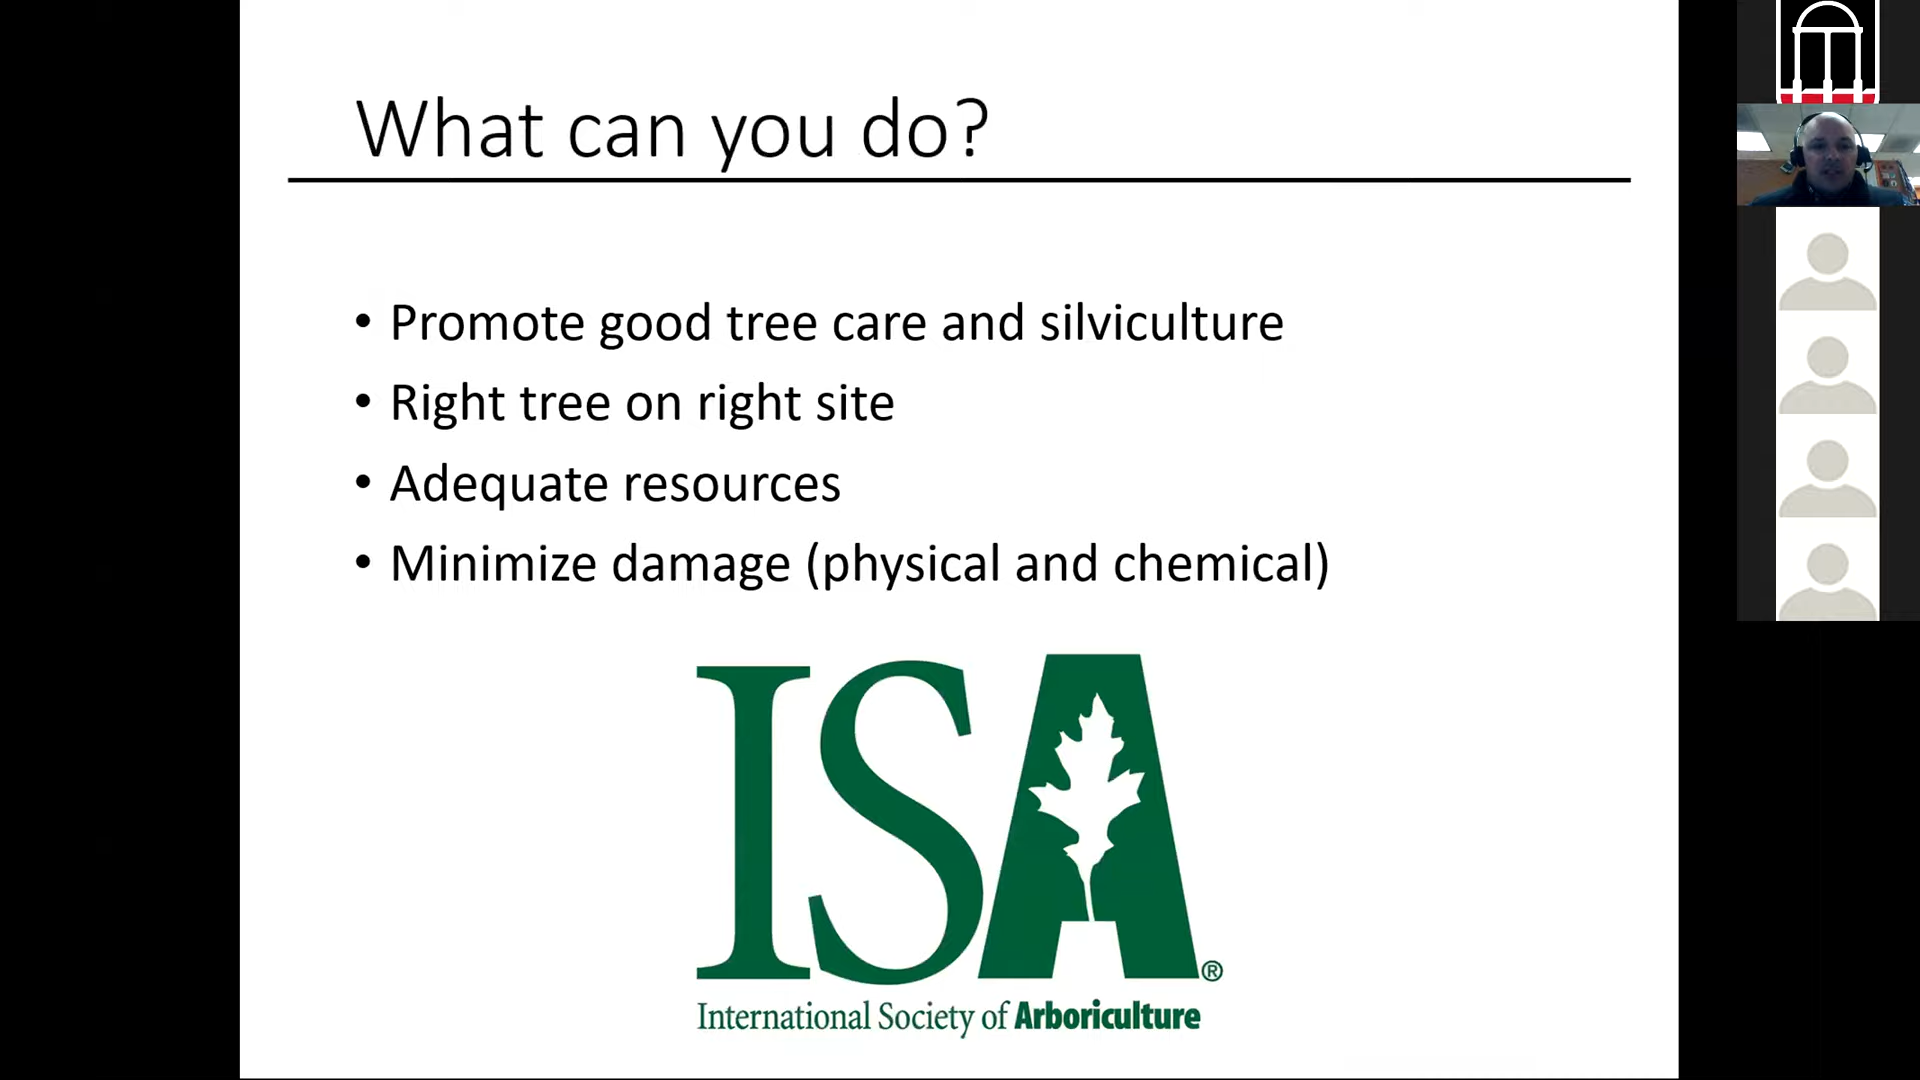 What can you do?
• Promote good tree care and silviculture
• Right tree on right site
• Adequate resources
• Minimize damage (physical and chemical)
ISA®
International Society of Arboriculture